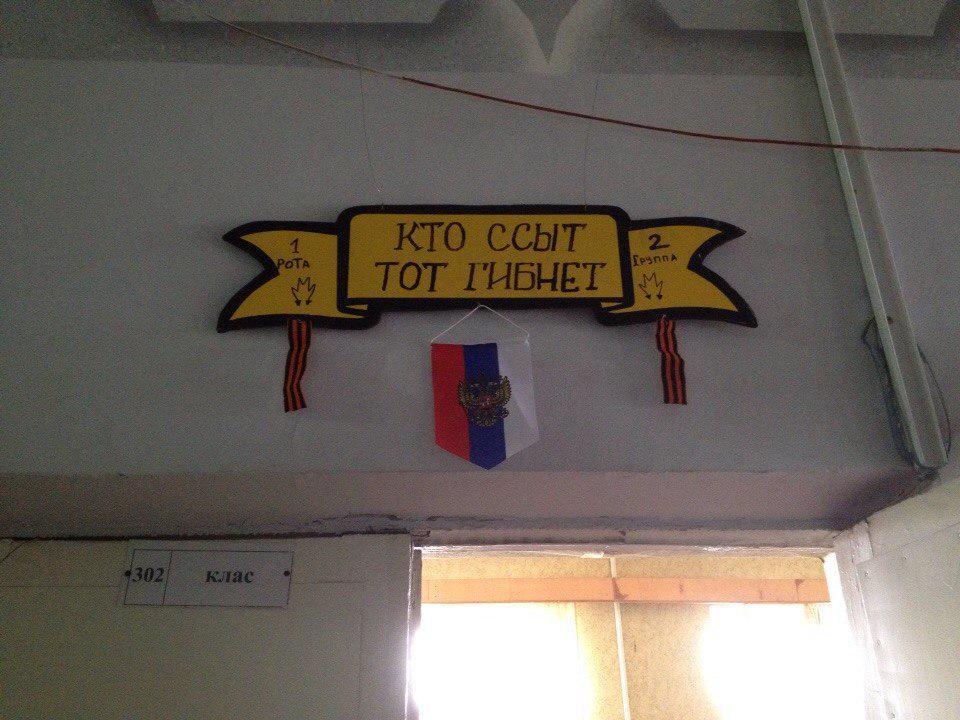 1
РОТА
КТО ССЫТ
ТОТ ГИБНЕТ
2
ГРУППА
302 клас